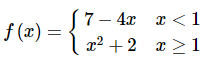 f(x) = { 7 − 4x   x < 1
x² + 2   x ≥ 1